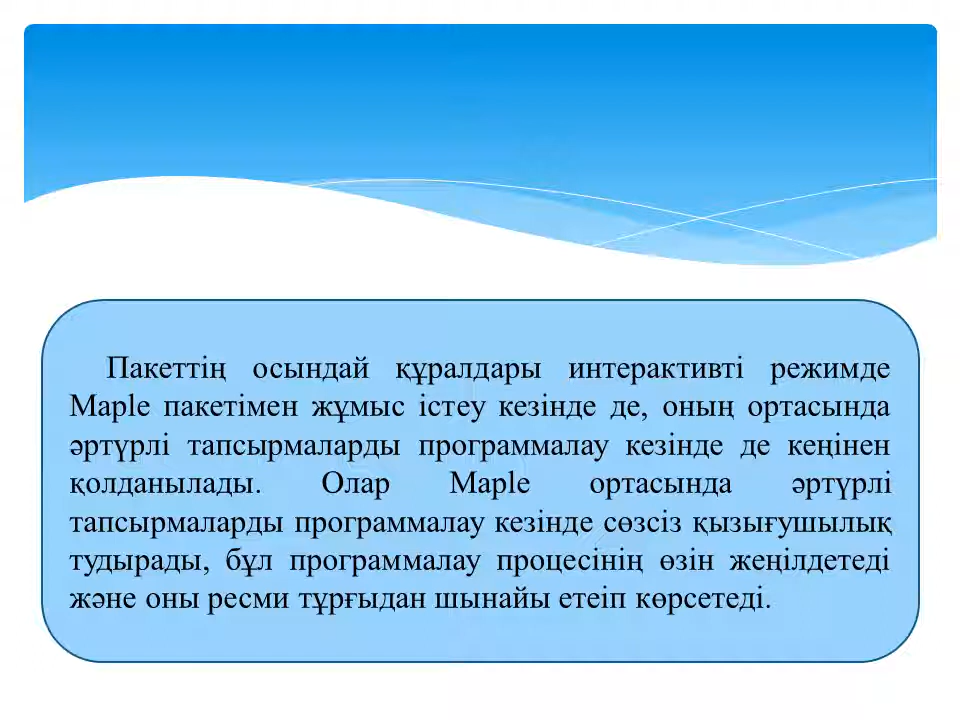 Пакеттің осындай құралдары интерактивті режимде
Maple пакетімен жұмыс істеу кезінде де, оның ортасында
әртүрлі тапсырмаларды программалау кезінде де кеңінен
қолданылады. Олар Maple ортасында әртүрлі
тапсырмаларды программалау кезінде сөзсіз қызығушылық
тудырады, бұл программалау процесінің өзін жеңілдетеді
және оны ресми тұрғыдан шынайы етеіп көрсетеді.